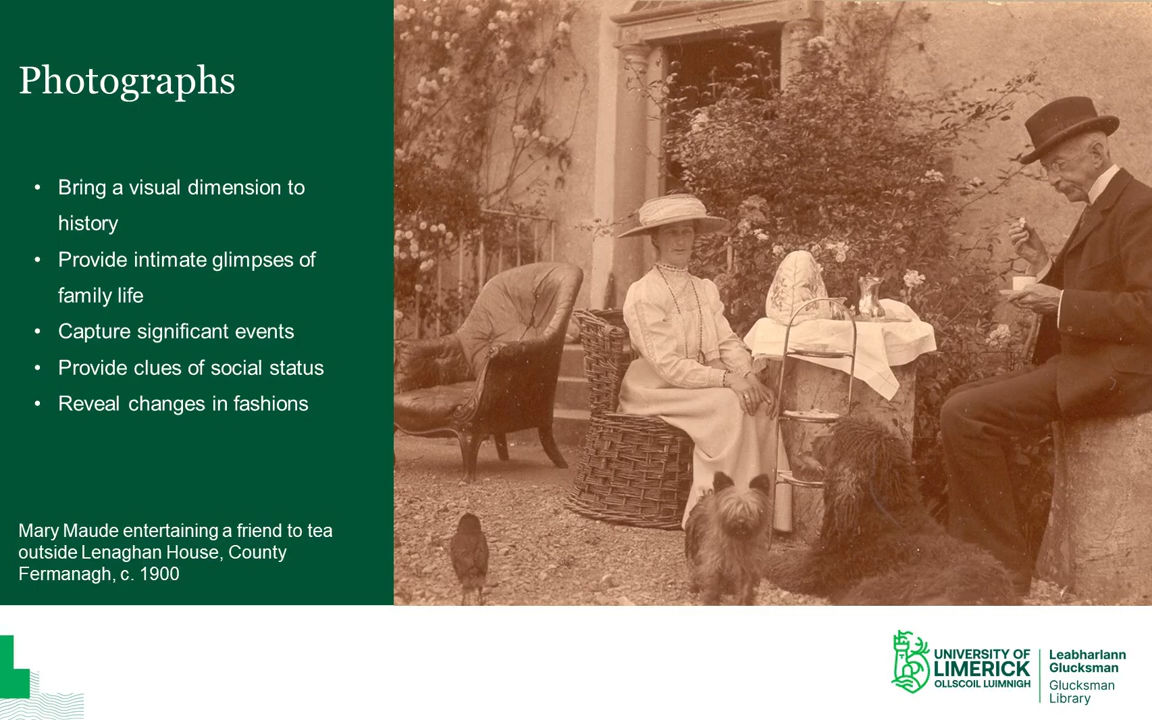 Photographs
• Bring a visual dimension to
history
• Provide intimate glimpses of
family life
• Capture significant events
• Provide clues of social status
• Reveal changes in fashions
Mary Maude entertaining a friend to tea
outside Lenaghan House, County
Fermanagh, c. 1900
UNIVERSITY OF
LIMERICK
OLLSCOIL LUIMNIGH
Leabharlann
Glucksman
Glucksman
Library